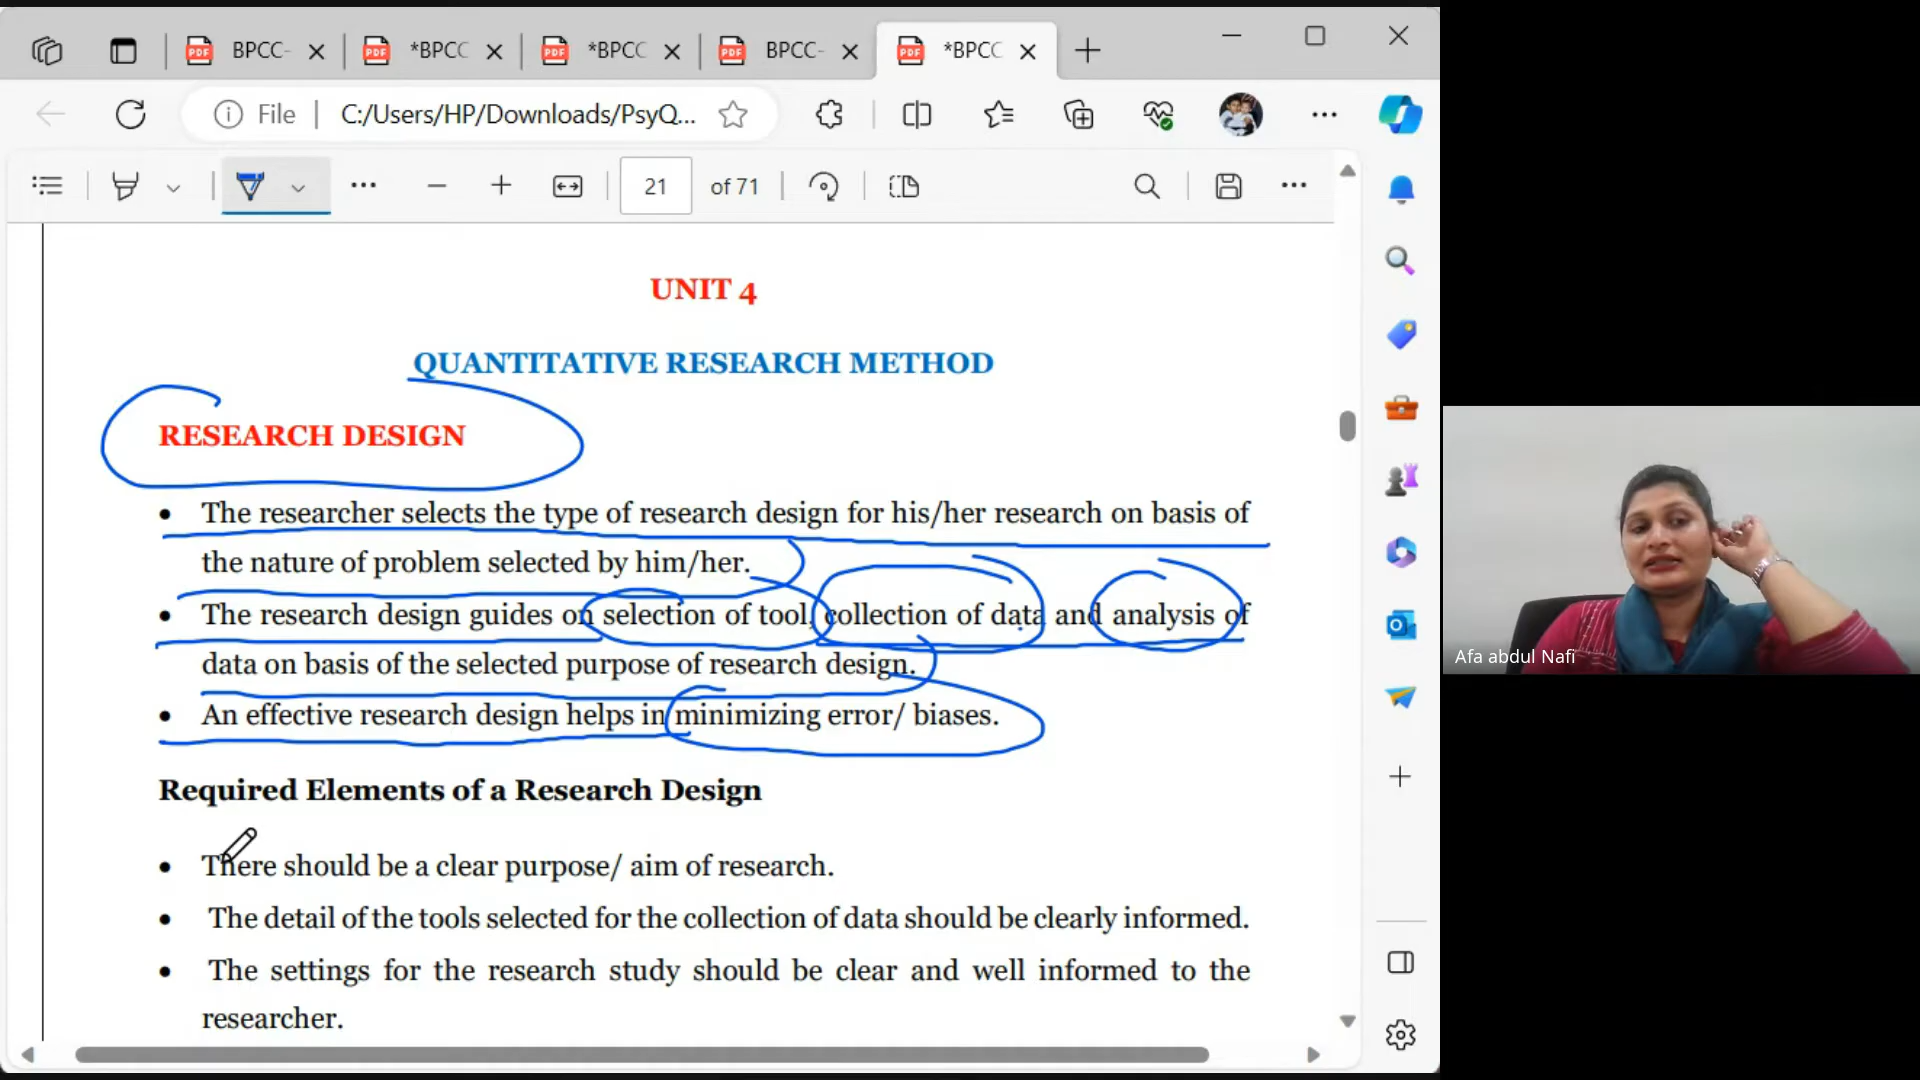 BPCC-
*BPCC
*BPCC
BPCC-
*BPCC
File
C:/Users/HP/Downloads/PsyQ...
21 of 71
UNIT 4
QUANTITATIVE RESEARCH METHOD
RESEARCH DESIGN
• The researcher selects the type of research design for his/her research on basis of
the nature of problem selected by him/her.
• The research design guides on selection of tool, collection of data and analysis of
data on basis of the selected purpose of research design.
• An effective research design helps in minimizing error/ biases.
Required Elements of a Research Design
• There should be a clear purpose/ aim of research.
• The detail of the tools selected for the collection of data should be clearly informed.
• The settings for the research study should be clear and well informed to the
researcher.
Afa abdul Nafi